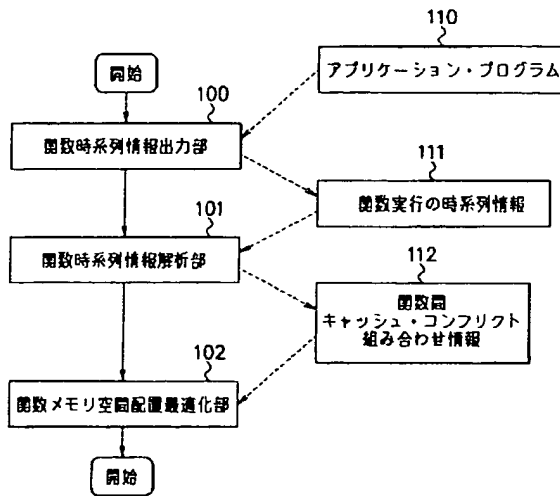 110
開始
アプリケーション・プログラム
100
関数時系列情報出力部
111
関数実行の時系列情報
101
関数時系列情報解析部
112
関数間
キャッシュ・コンフリクト
組み合わせ情報
102
関数メモリ空間配置最適化部
開始